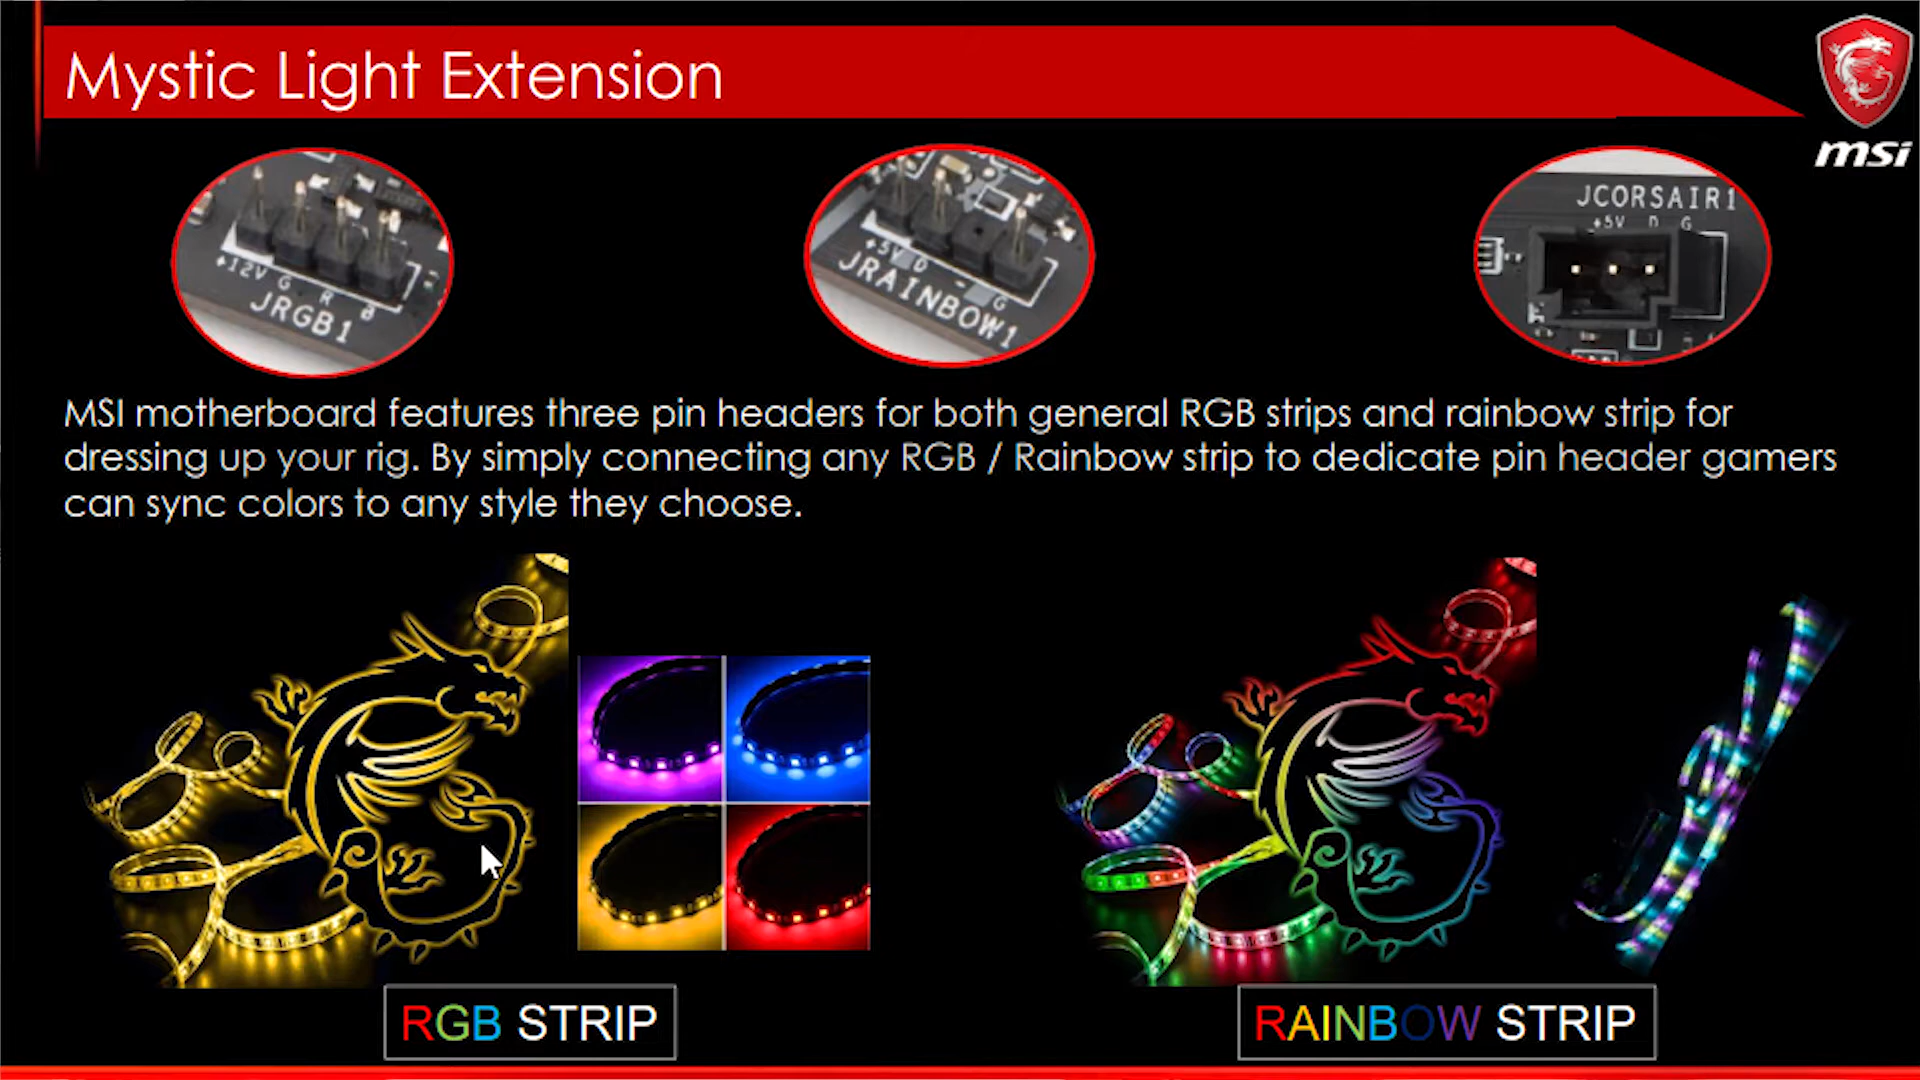 Mystic Light Extension
msi
+12V G R B
JRGB1
+5V D - G
JRAINBOW1
JCORSAIR1
+5V D G
MSI motherboard features three pin headers for both general RGB strips and rainbow strip for
dressing up your rig. By simply connecting any RGB / Rainbow strip to dedicate pin header gamers
can sync colors to any style they choose.
RGB STRIP
RAINBOW STRIP